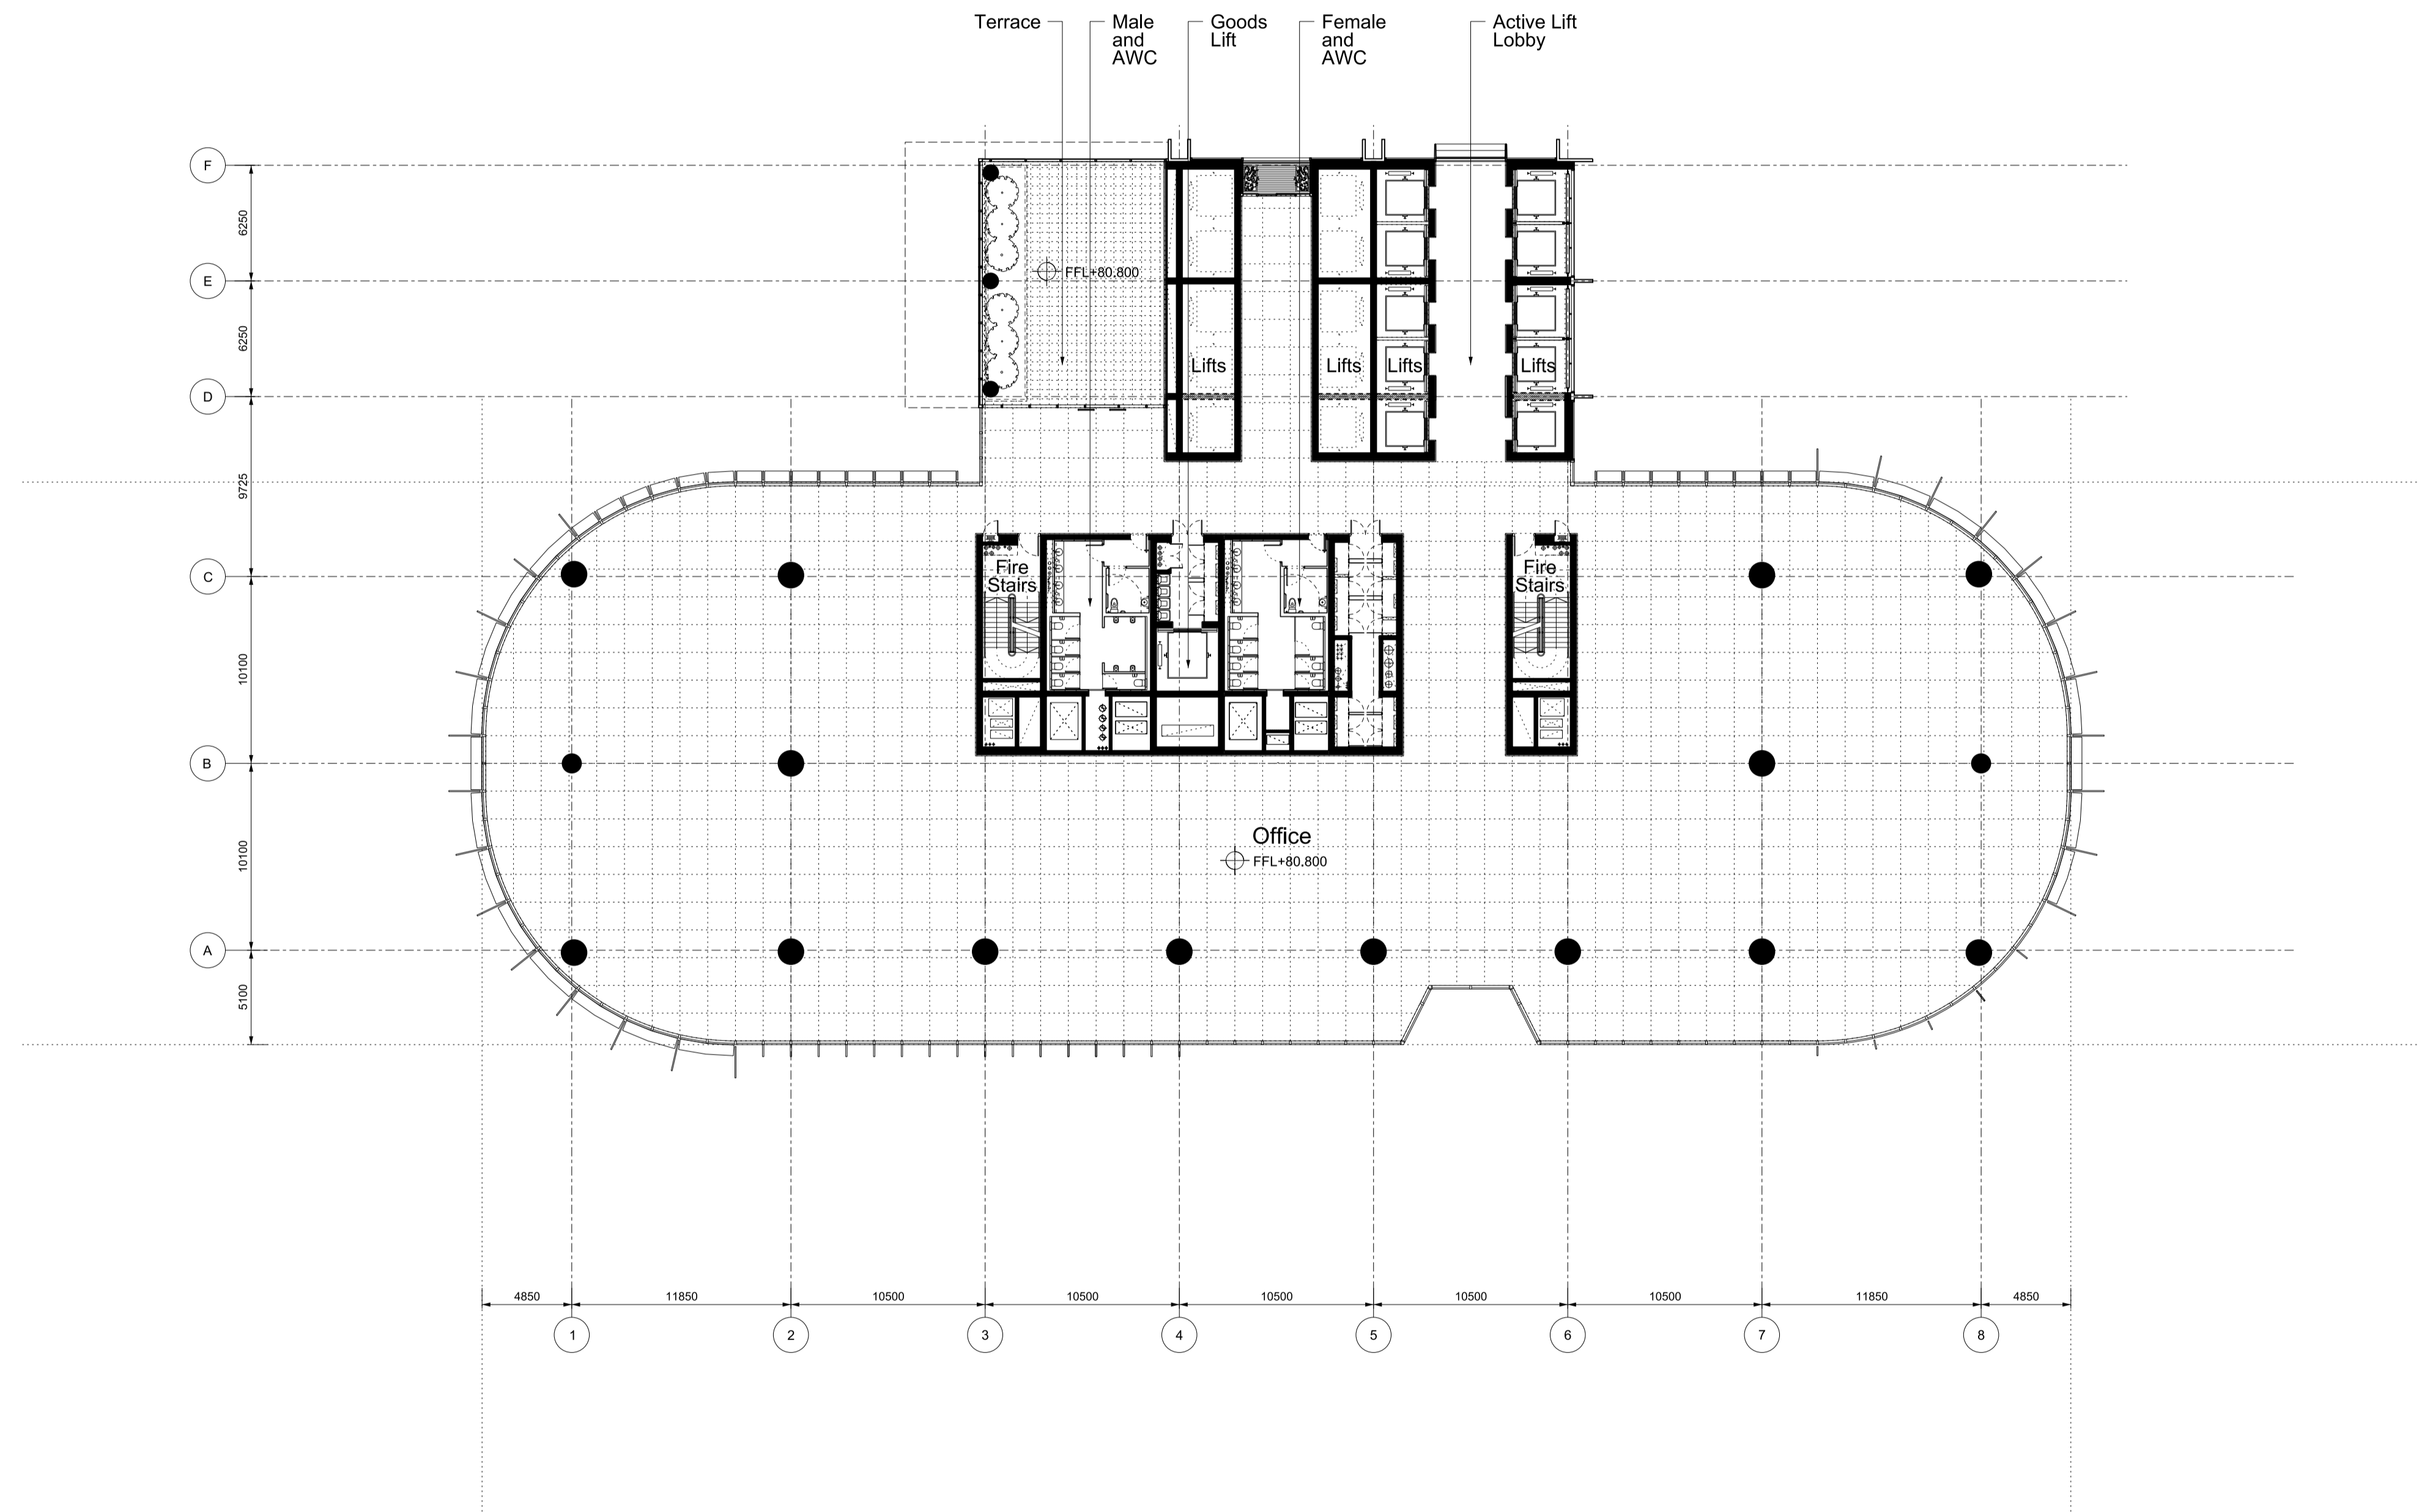 Terrace
Male
and
AWC
Goods
Lift
Female
and
AWC
Active Lift
Lobby
F
6250
E
FFL+80.800
6250
Lifts
Lifts
Lifts
Lifts
D
9725
Fire
Stairs
Fire
Stairs
C
10100
B
Office
FFL+80.800
10100
A
5100
4850
11850
10500
10500
10500
10500
10500
11850
4850
1
2
3
4
5
6
7
8